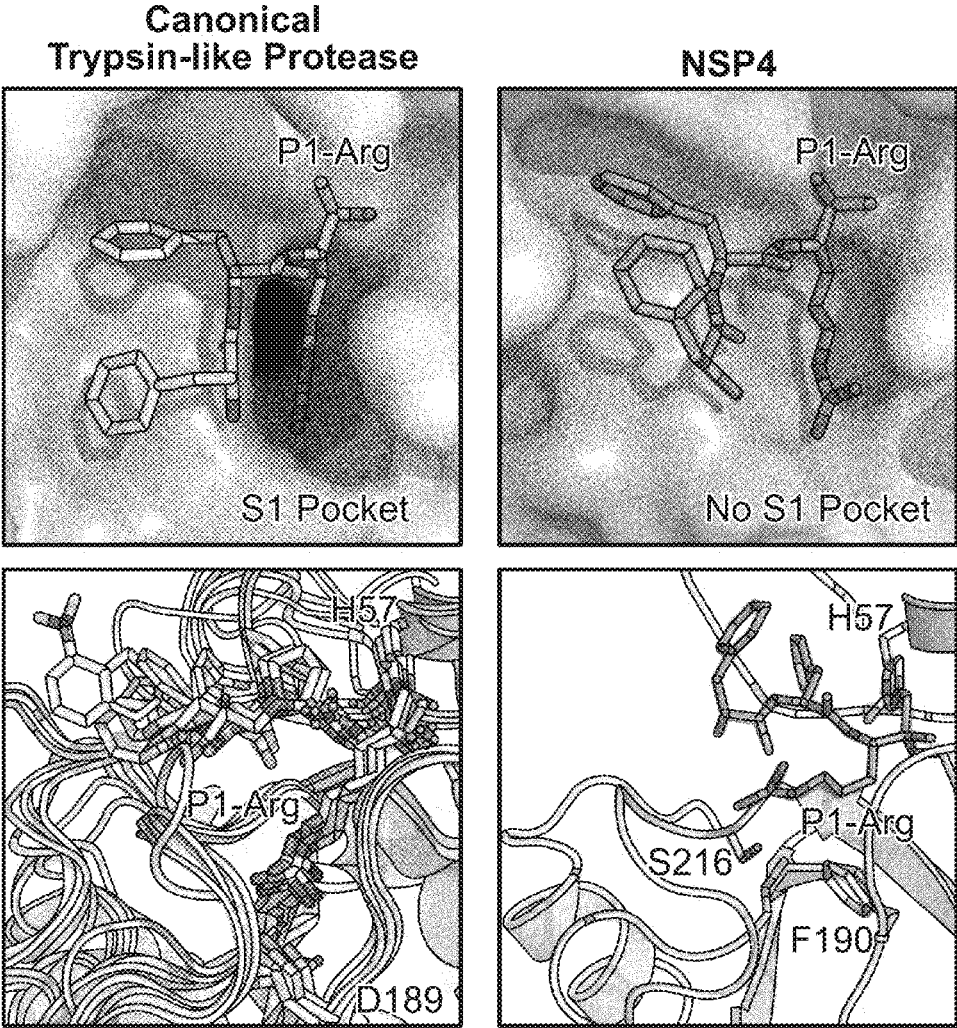 Canonical
Trypsin-like Protease
NSP4
P1-Arg
S1 Pocket
P1-Arg
No S1 Pocket
H57
P1-Arg
D189
H57
P1-Arg
S216
F190